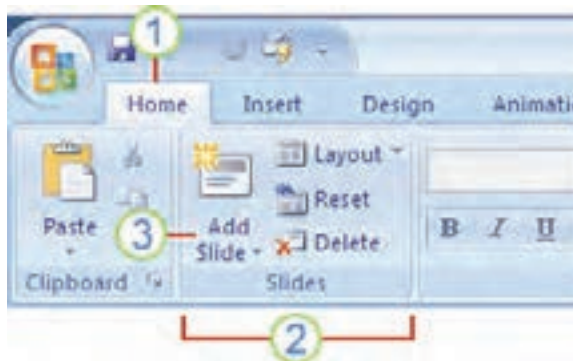 1
Home Insert Design Animati
Layout
Reset
Paste
3
Add
Slide
Delete
B I U
Clipboard
Slides
2